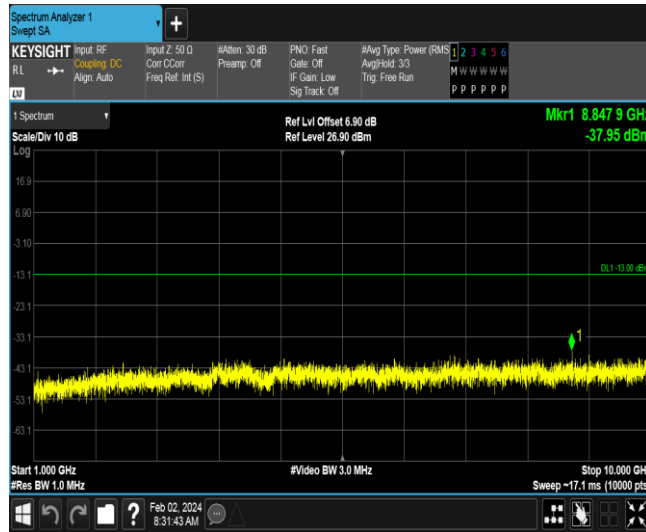 Spectrum Analyzer 1
Swept SA
KEYSIGHT
RL
LXI
Input: RF
Coupling: DC
Align: Auto
Input Z: 50 Ω
Corr CCorr
Freq Ref: Int (S)
#Atten: 30 dB
Preamp: Off
PNO: Fast
Gate: Off
IF Gain: Low
Sig Track: Off
#Avg Type: Power (RMS
Avg|Hold: 3/3
Trig: Free Run
1 2 3 4 5 6
M W W W W W
P P P P P P
1 Spectrum
Scale/Div 10 dB
Log
Ref Lvl Offset 6.90 dB
Ref Level 26.90 dBm
Mkr1 8.847 9 GHz
-37.95 dBm
16.9
6.90
-3.10
-13.1
-23.1
-33.1
-43.1
-53.1
-63.1
DL1 -13.00 dBm
1
Start 1.000 GHz
#Res BW 1.0 MHz
#Video BW 3.0 MHz
Stop 10.000 GHz
Sweep ~17.1 ms (10000 pts
?
Feb 02, 2024
8:31:43 AM